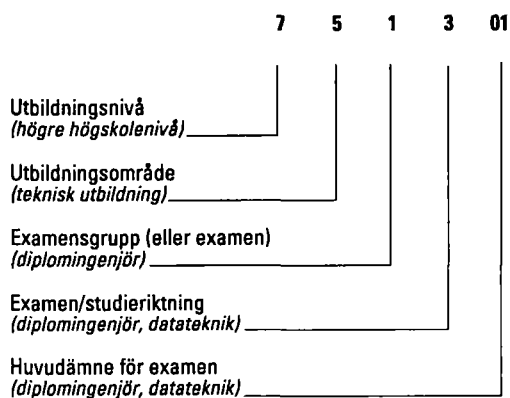 7 5 1 3 01
Utbildningsnivå
(högre högskolenivå)
Utbildningsområde
(teknisk utbildning)
Examensgrupp (eller examen)
(diplomingenjör)
Examen/studieriktning
(diplomingenjör, datateknik)
Huvudämne för examen
(diplomingenjör, datateknik)